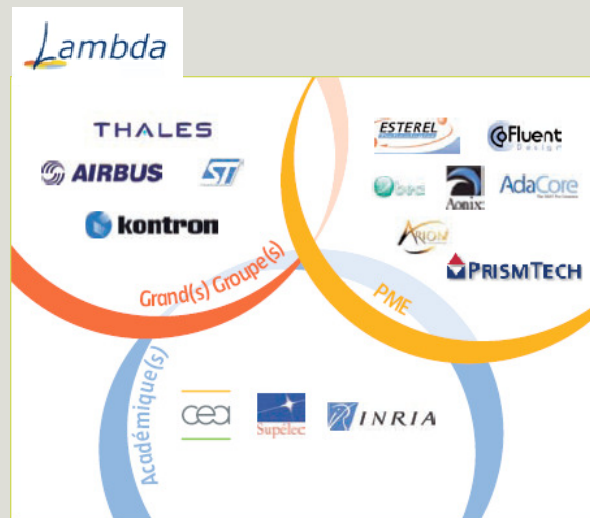 Lambda
THALES
AIRBUS ST
kontron
Grand(s) Groupe(s)
ESTEREL CoFluent
Design
Obeo Aonix AdaCore
ARION
PRISMTECH
PME
Académique(s)
cea Supélec INRIA